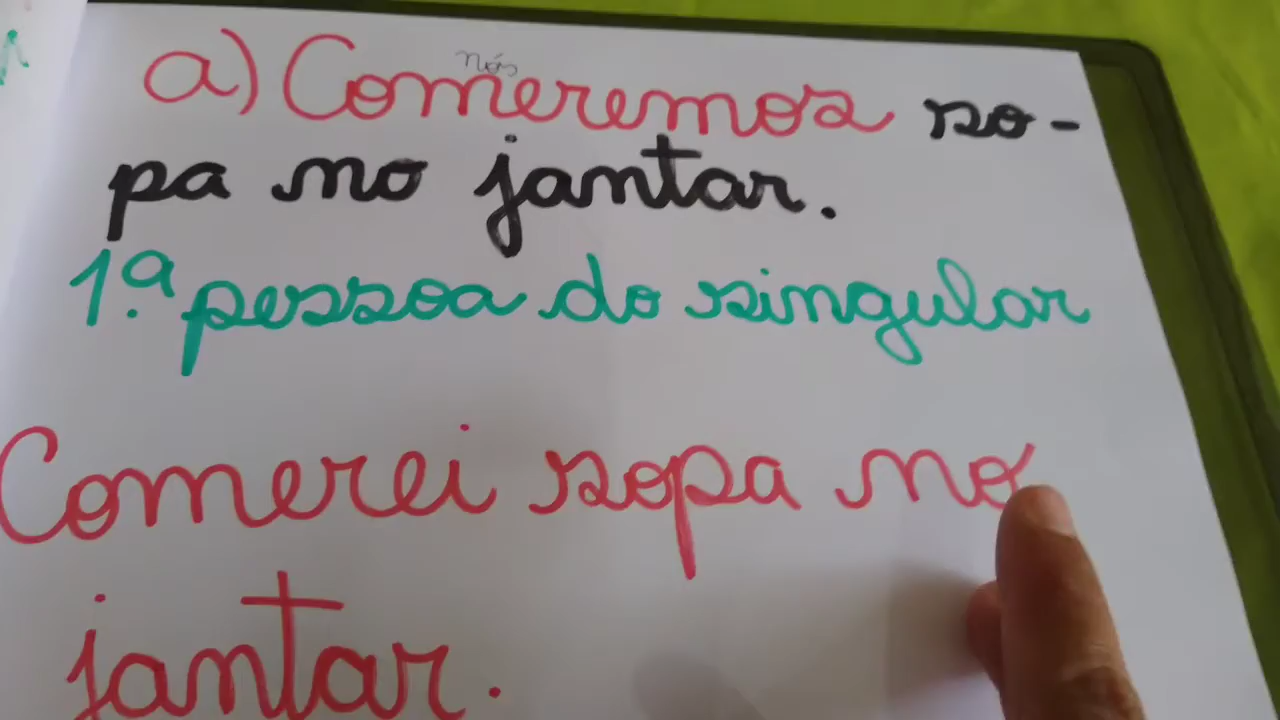 nós
a) Comeremos so-
pa no jantar.
1.ª pessoa do singular
Comerei sopa no
jantar.